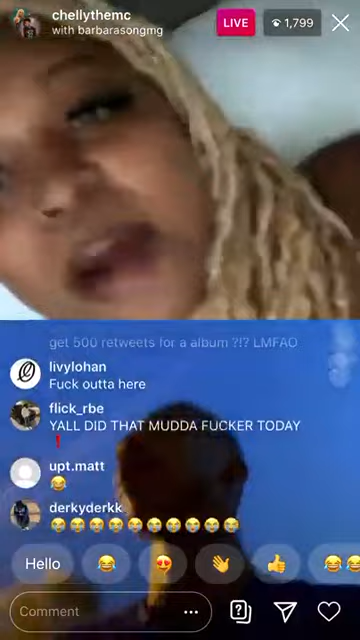 chellythemc
with barbarasongmg
LIVE
1,799
get 500 retweets for a album ?!? LMFAO
livylohan
Fuck outta here
flick_rbe
YALL DID THAT MUDDA FUCKER TODAY
❗
upt.matt
😂
derkyderkk
😭😭😭😭😭😭😭😭😭😭
Hello 😂 😍 👋 👍 😂😂
Comment